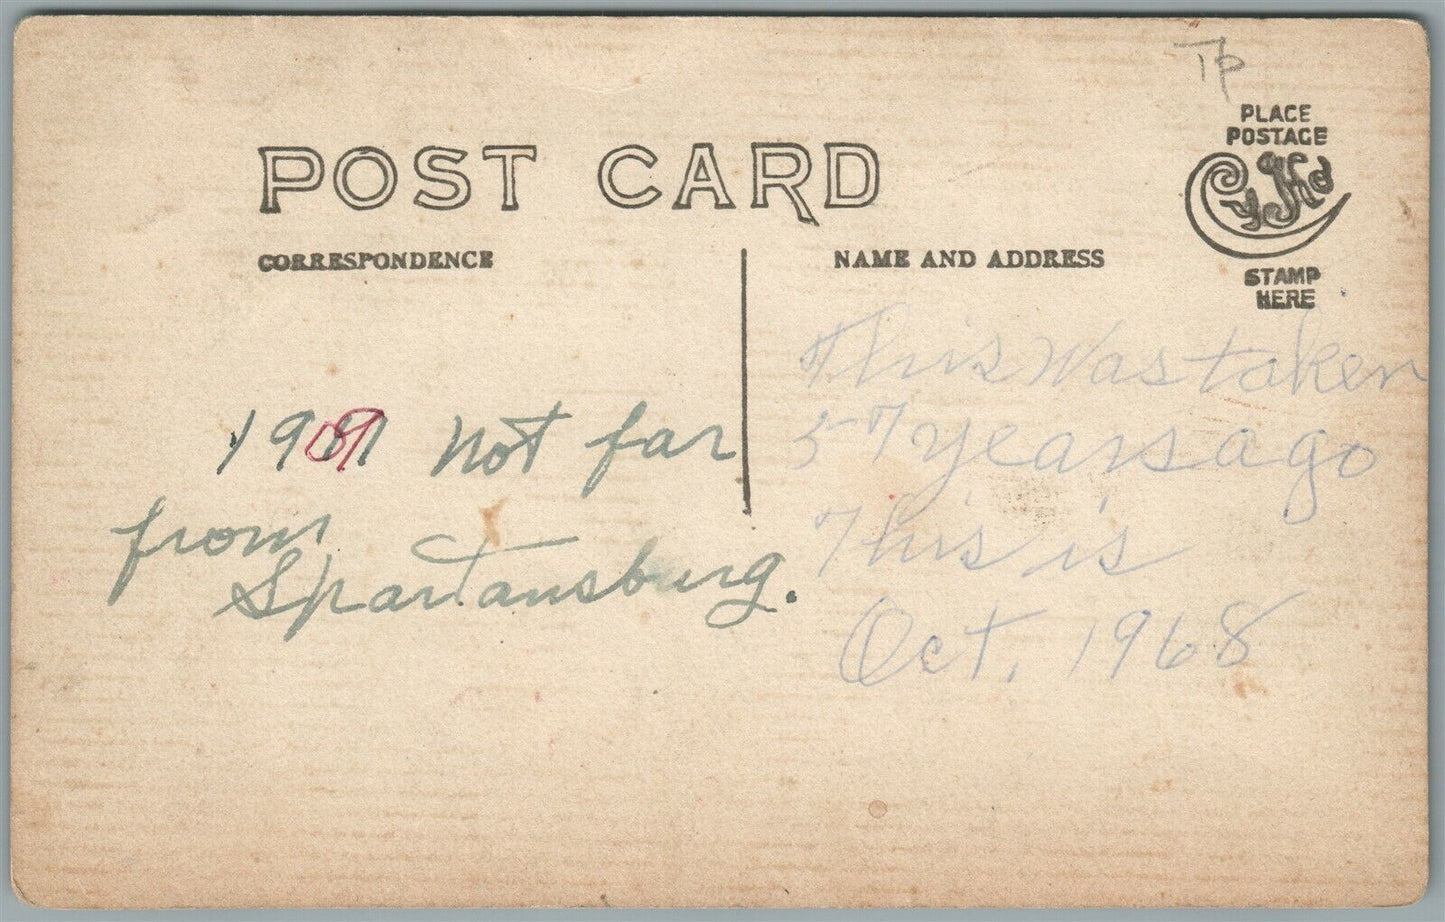 Tp
PLACE
POSTAGE
STAMP
HERE
POST CARD
CORRESPONDENCE
NAME AND ADDRESS
1911 Not far
from
Spartansburg.
This Was taken
57 years ago
This is
Oct. 1968